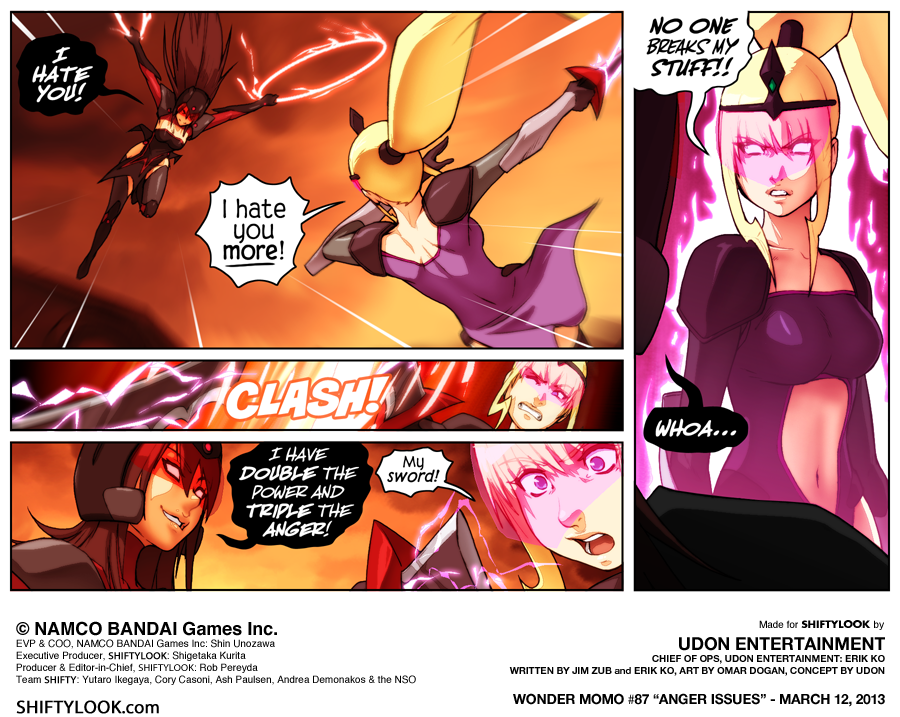 I
HATE
YOU!
I hate
you
more!
CLASH!
I HAVE
DOUBLE THE
POWER AND
TRIPLE THE
ANGER!
My
sword!
NO ONE
BREAKS MY
STUFF!!
WHOA...
© NAMCO BANDAI Games Inc.
EVP & COO, NAMCO BANDAI Games Inc: Shin Unozawa
Executive Producer, SHIFTYLOOK: Shigetaka Kurita
Producer & Editor-in-Chief, SHIFTYLOOK: Rob Pereyda
Team SHIFTY: Yutaro Ikegaya, Cory Casoni, Ash Paulsen, Andrea Demonakos & the NSO
SHIFTYLOOK.com
Made for SHIFTYLOOK by
UDON ENTERTAINMENT
CHIEF OF OPS, UDON ENTERTAINMENT: ERIK KO
WRITTEN BY JIM ZUB and ERIK KO, ART BY OMAR DOGAN, CONCEPT BY UDON
WONDER MOMO #87 “ANGER ISSUES” - MARCH 12, 2013